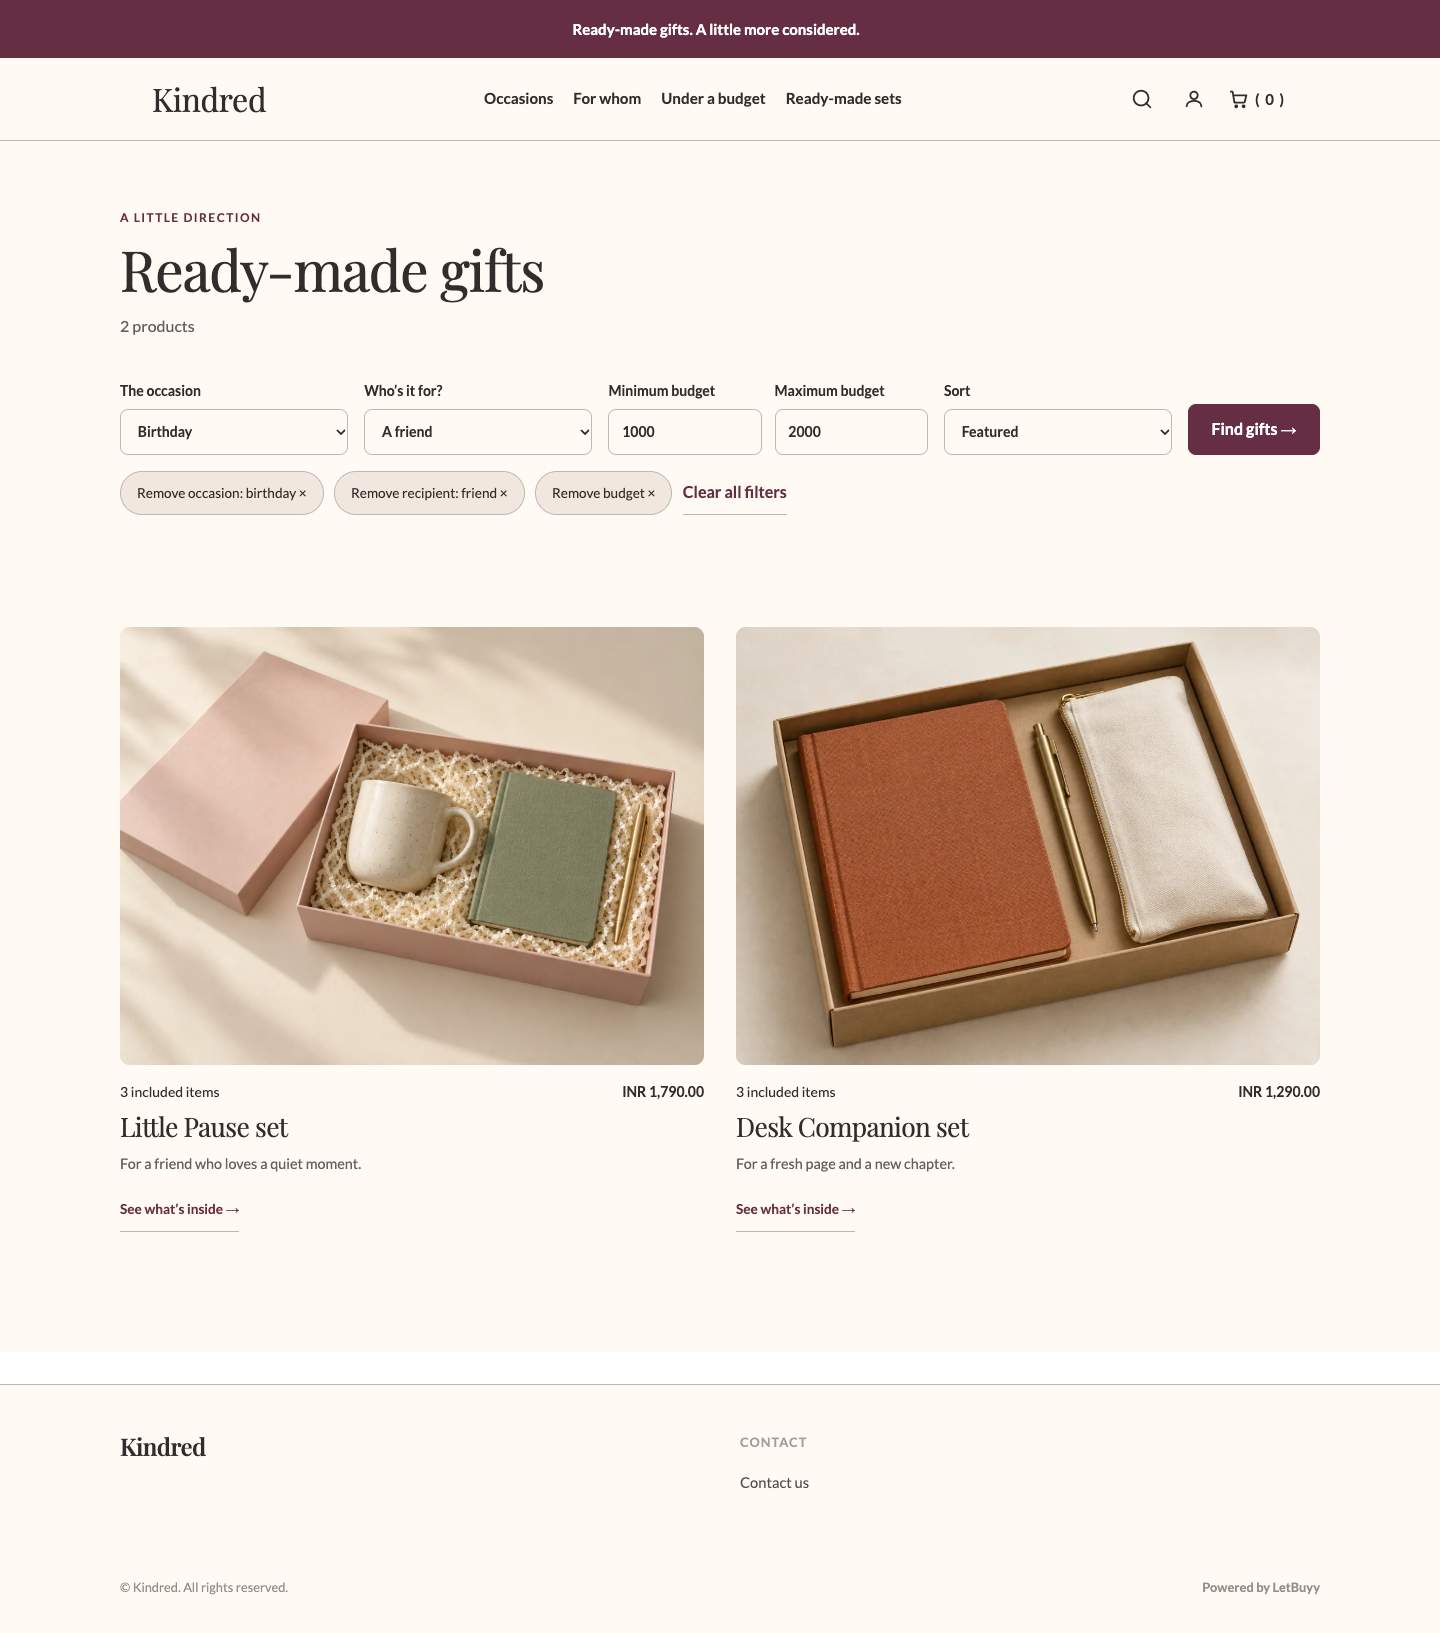 Ready-made gifts. A little more considered.
Kindred
Occasions For whom Under a budget Ready-made sets
( 0 )
A LITTLE DIRECTION
Ready-made gifts
2 products
The occasion Who’s it for? Minimum budget Maximum budget Sort
Birthday A friend 1000 2000 Featured Find gifts →
Remove occasion: birthday × Remove recipient: friend × Remove budget × Clear all filters
3 included items INR 1,790.00
Little Pause set
For a friend who loves a quiet moment.
See what’s inside →
3 included items INR 1,290.00
Desk Companion set
For a fresh page and a new chapter.
See what’s inside →
Kindred
CONTACT
Contact us
© Kindred. All rights reserved.
Powered by LetBuyy